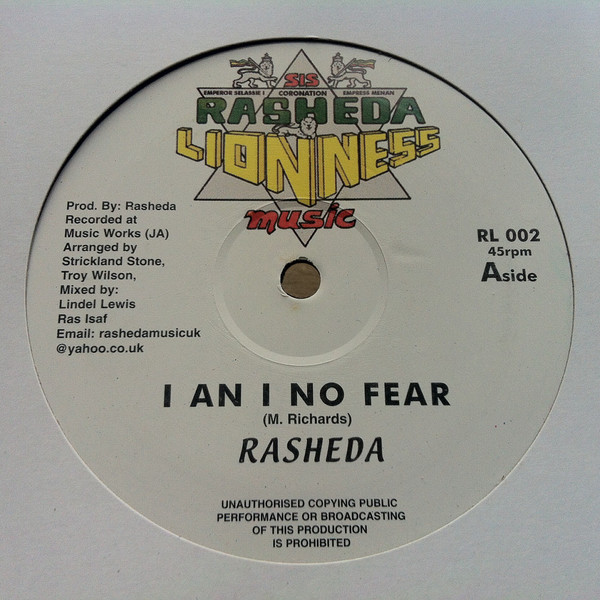 SIS
EMPEROR SELASSIE I CORONATION EMPRESS MENAN
RASHEDA
LIONNESS
music
Prod. By: Rasheda
Recorded at
Music Works (JA)
Arranged by
Strickland Stone,
Troy Wilson,
Mixed by:
Lindel Lewis
Ras Isaf
Email: rashedamusicuk
@yahoo.co.uk
RL 002
45rpm
Aside
I AN I NO FEAR
(M. Richards)
RASHEDA
UNAUTHORISED COPYING PUBLIC
PERFORMANCE OR BROADCASTING
OF THIS PRODUCTION
IS PROHIBITED